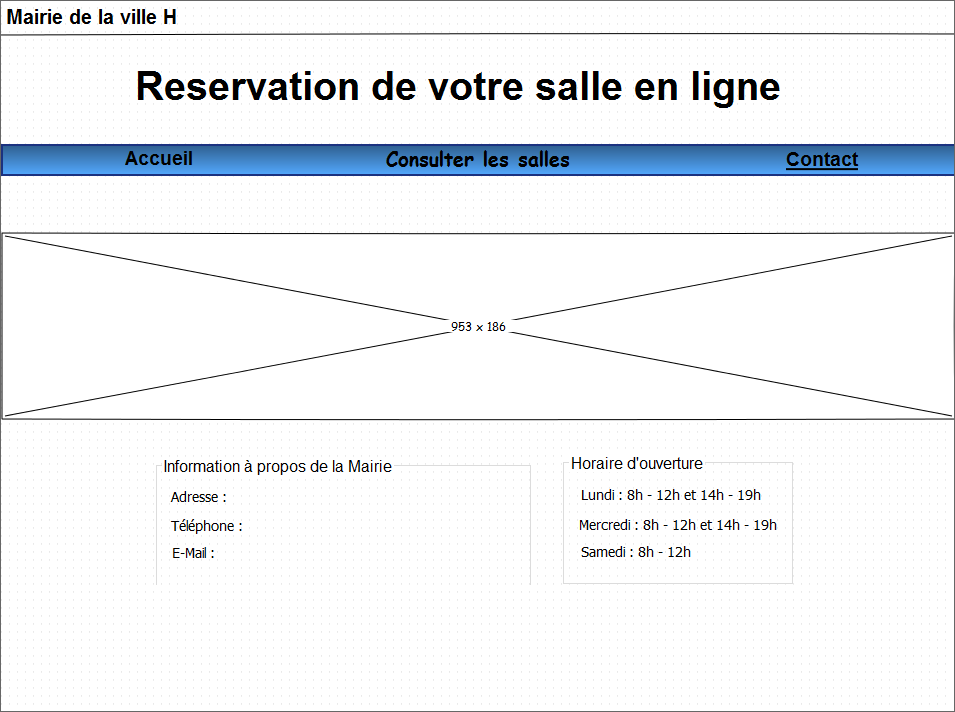 Mairie de la ville H
Reservation de votre salle en ligne
Accueil
Consulter les salles
Contact
953 x 186
Information à propos de la Mairie
Adresse :
Téléphone :
E-Mail :
Horaire d'ouverture
Lundi : 8h - 12h et 14h - 19h
Mercredi : 8h - 12h et 14h - 19h
Samedi : 8h - 12h